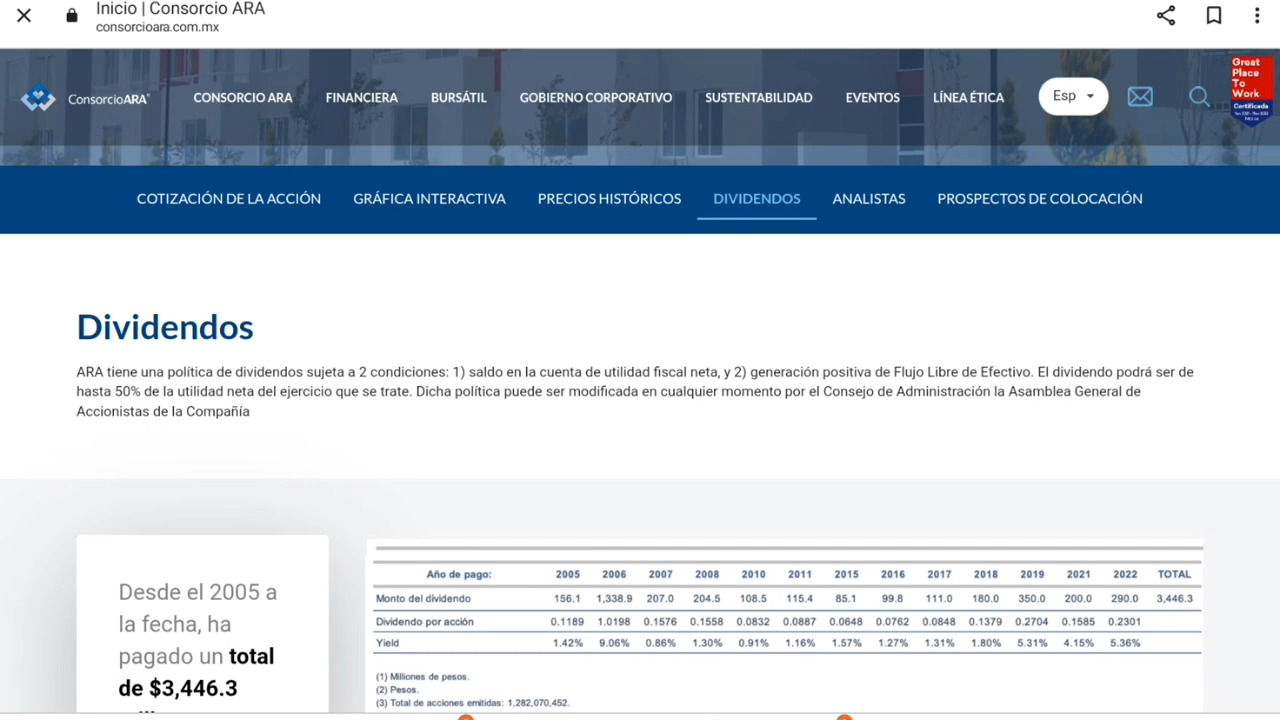 Inicio | Consorcio ARA
consorcioara.com.mx
ConsorcioARA
CONSORCIO ARA FINANCIERA BURSÁTIL GOBIERNO CORPORATIVO SUSTENTABILIDAD EVENTOS LÍNEA ÉTICA Esp
Great
Place
To
Work
Certificada
COTIZACIÓN DE LA ACCIÓN GRÁFICA INTERACTIVA PRECIOS HISTÓRICOS DIVIDENDOS ANALISTAS PROSPECTOS DE COLOCACIÓN
Dividendos
ARA tiene una política de dividendos sujeta a 2 condiciones: 1) saldo en la cuenta de utilidad fiscal neta, y 2) generación positiva de Flujo Libre de Efectivo. El dividendo podrá ser de
hasta 50% de la utilidad neta del ejercicio que se trate. Dicha política puede ser modificada en cualquier momento por el Consejo de Administración la Asamblea General de
Accionistas de la Compañía
Desde el 2005 a
la fecha, ha
pagado un total
de $3,446.3
Año de pago: 2005 2006 2007 2008 2010 2011 2015 2016 2017 2018 2019 2021 2022 TOTAL
Monto del dividendo 156.1 1,338.9 207.0 204.5 108.5 115.4 85.1 99.8 111.0 180.0 350.0 200.0 290.0 3,446.3
Dividendo por acción 0.1189 1.0198 0.1576 0.1558 0.0832 0.0887 0.0648 0.0762 0.0848 0.1379 0.2704 0.1585 0.2301
Yield 1.42% 9.06% 0.86% 1.30% 0.91% 1.16% 1.57% 1.27% 1.31% 1.80% 5.31% 4.15% 5.36%
(1) Millones de pesos.
(2) Pesos.
(3) Total de acciones emitidas: 1,282,070,452.